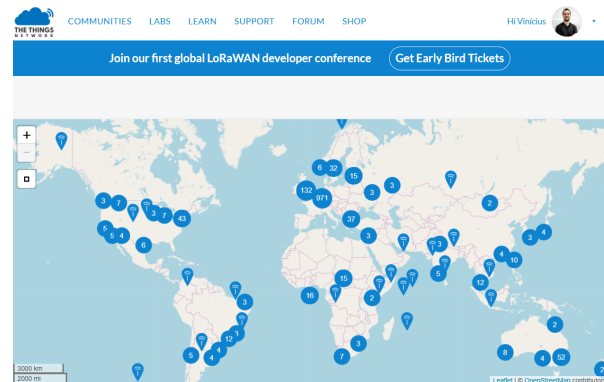 THE THINGS
NETWORK
COMMUNITIES LABS LEARN SUPPORT FORUM SHOP
Hi Vinícius
Join our first global LoRaWAN developer conference Get Early Bird Tickets
+
−
6 32
15
132 971
3 3
2
3 7
3 7 43
37
5 5 4
6
3
3
3 4
4 10
5
12
15
16
2
3
12
4
5 4
3
7
2
8 4 52
2
3000 km
2000 mi
Leaflet | © OpenStreetMap contributors